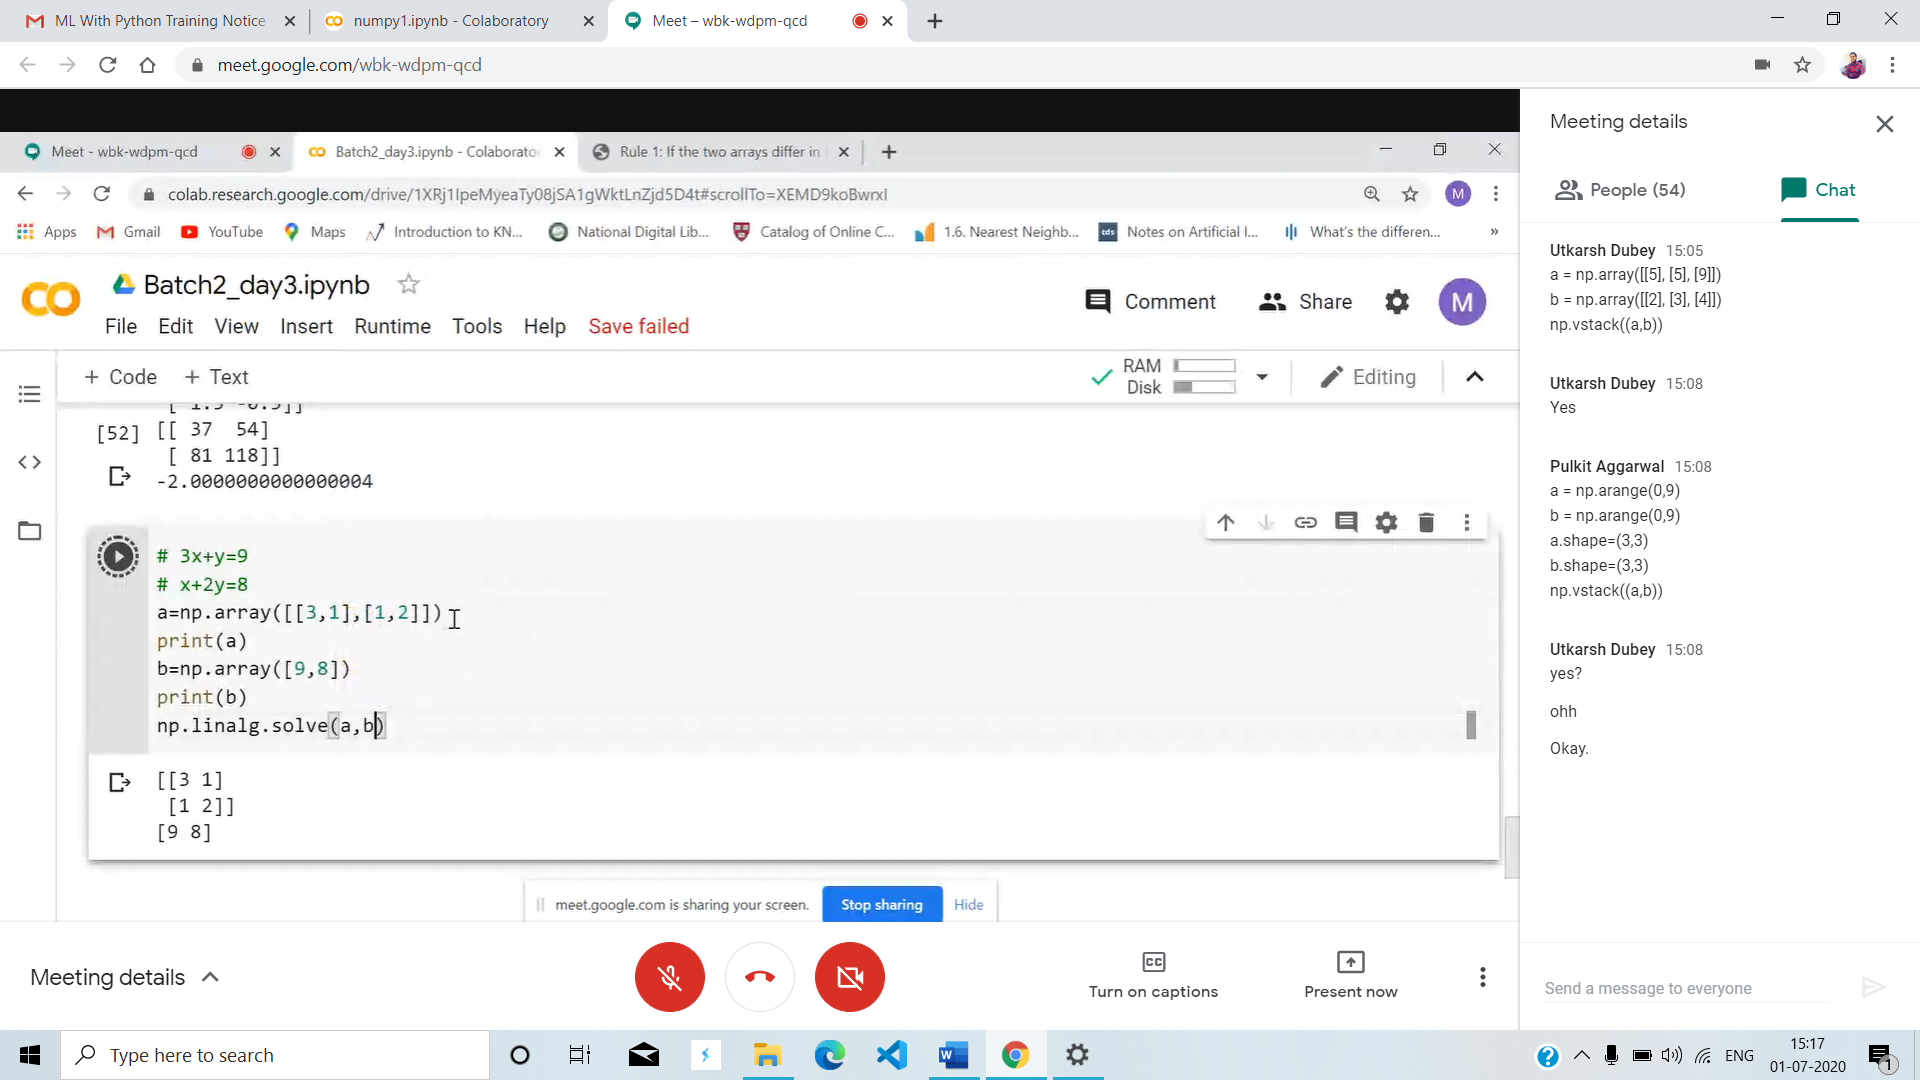 ML With Python Training Notice
numpy1.ipynb - Colaboratory
Meet – wbk-wdpm-qcd
meet.google.com/wbk-wdpm-qcd
Meet - wbk-wdpm-qcd
Batch2_day3.ipynb - Colaborato
Rule 1: If the two arrays differ in
colab.research.google.com/drive/1XRj1IpeMyeaTy08jSA1gWktLnZjd5D4t#scrollTo=XEMD9koBwrxI
M
Apps
Gmail
YouTube
Maps
Introduction to KN...
National Digital Lib...
Catalog of Online C...
1.6. Nearest Neighb...
tds
Notes on Artificial I...
What's the differen...
»
CO
Batch2_day3.ipynb
Comment
Share
M
File Edit View Insert Runtime Tools Help Save failed
+ Code + Text
RAM
Disk
Editing
[ 1.5 -0.5]]
[52] [[ 37 54]
[ 81 118]]
-2.0000000000000004
# 3x+y=9
# x+2y=8
a=np.array([[3,1],[1,2]])
print(a)
b=np.array([9,8])
print(b)
np.linalg.solve(a,b)
[[3 1]
[1 2]]
[9 8]
meet.google.com is sharing your screen.
Stop sharing
Hide
Meeting details
People (54)
Chat
Utkarsh Dubey 15:05
a = np.array([[5], [5], [9]])
b = np.array([[2], [3], [4]])
np.vstack((a,b))
Utkarsh Dubey 15:08
Yes
Pulkit Aggarwal 15:08
a = np.arange(0,9)
b = np.arange(0,9)
a.shape=(3,3)
b.shape=(3,3)
np.vstack((a,b))
Utkarsh Dubey 15:08
yes?
ohh
Okay.
Send a message to everyone
Meeting details
Turn on captions
Present now
Type here to search
ENG
15:17
01-07-2020
1